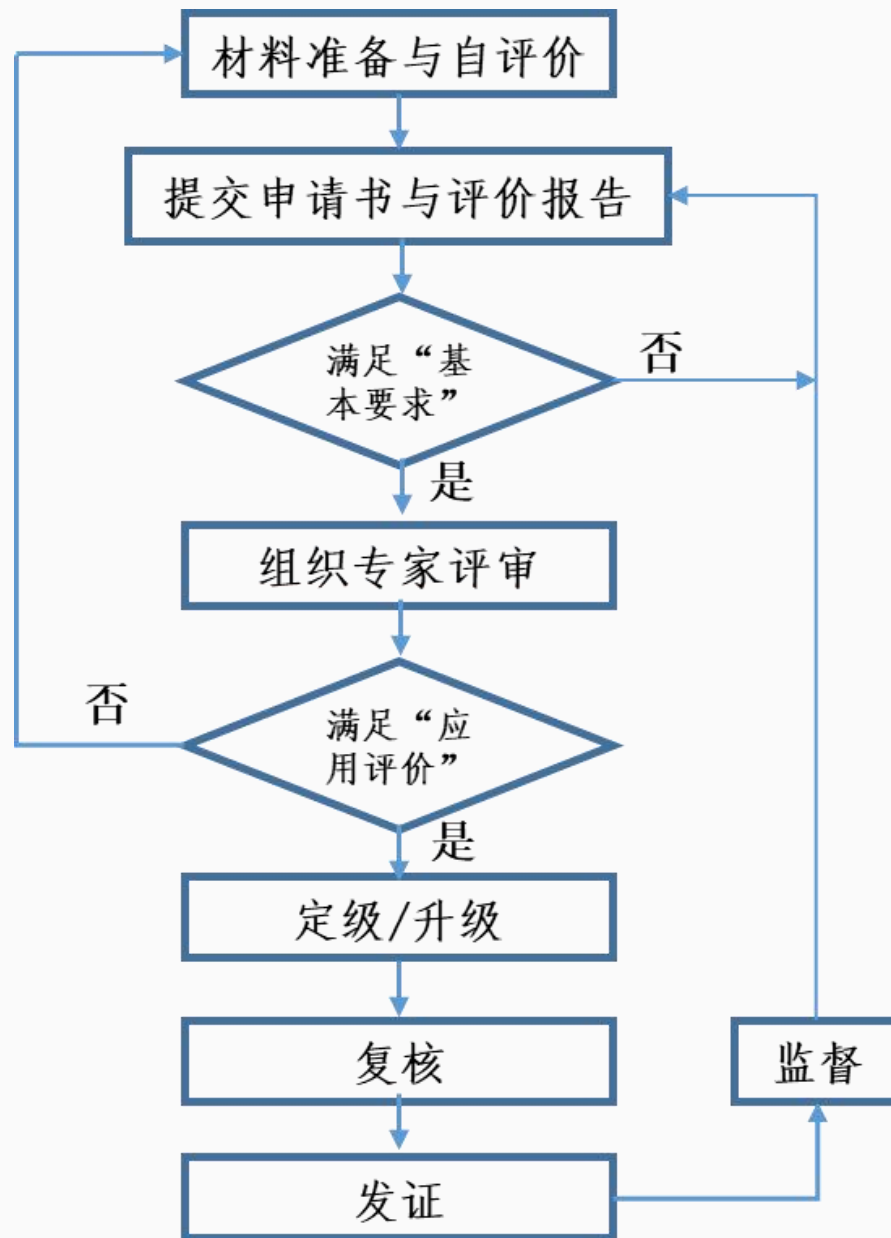 材料准备与自评价
提交申请书与评价报告
满足“基
本要求”
否
是
组织专家评审
满足“应
用评价”
否
是
定级/升级
复核
监督
发证